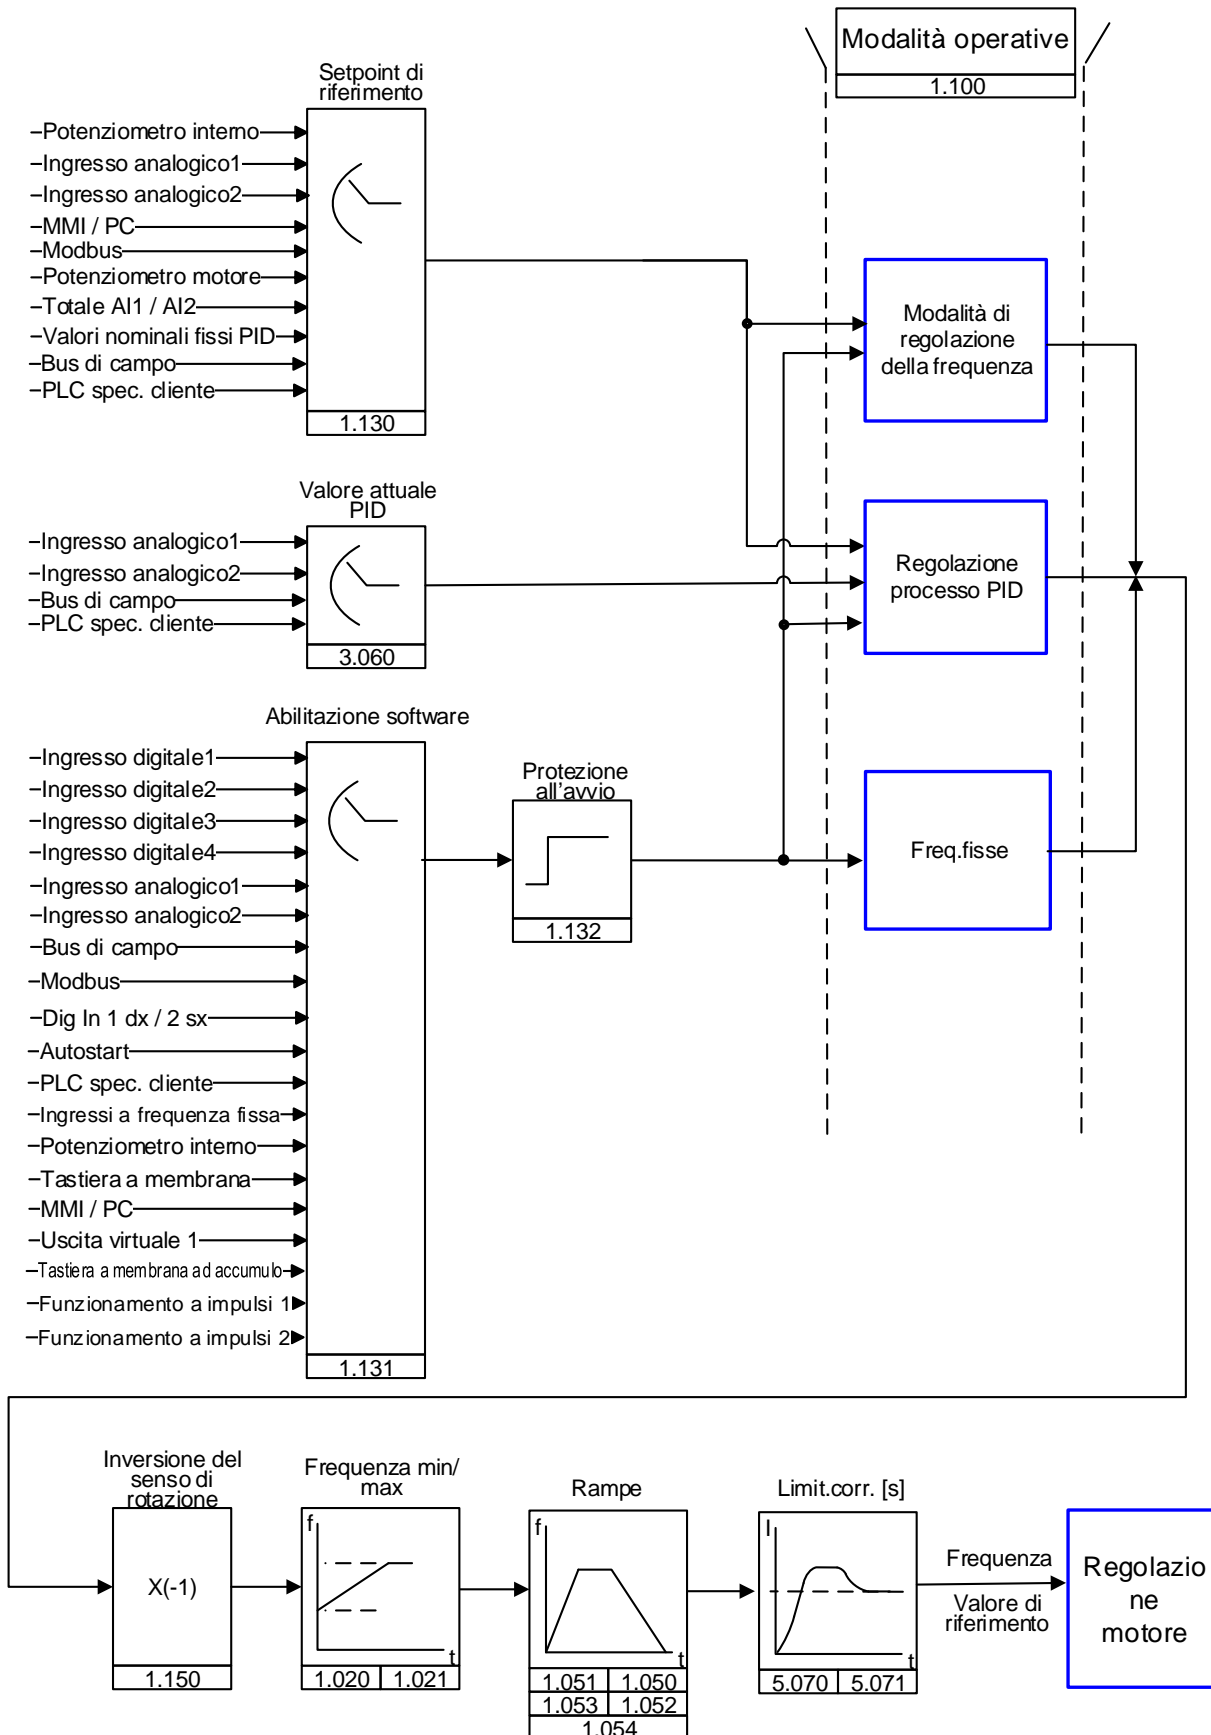 Modalità operative
1.100
Setpoint di
riferimento
Potenziometro interno
Ingresso analogico1
Ingresso analogico2
MMI / PC
Modbus
Potenziometro motore
Totale AI1 / AI2
Valori nominali fissi PID
Bus di campo
PLC spec. cliente
1.130
Modalità di
regolazione
della frequenza
Valore attuale
PID
Ingresso analogico1
Ingresso analogico2
Bus di campo
PLC spec. cliente
3.060
Regolazione
processo PID
Abilitazione software
Ingresso digitale1
Ingresso digitale2
Ingresso digitale3
Ingresso digitale4
Ingresso analogico1
Ingresso analogico2
Bus di campo
Modbus
Dig In 1 dx / 2 sx
Autostart
PLC spec. cliente
Ingressi a frequenza fissa
Potenziometro interno
Tastiera a membrana
MMI / PC
Uscita virtuale 1
Tastiera a membrana ad accumulo
Funzionamento a impulsi 1
Funzionamento a impulsi 2
1.131
Protezione
all'avvio
1.132
Freq.fisse
Inversione del
senso di
rotazione
X(-1)
1.150
Frequenza min/
max
f
t
1.020 1.021
Rampe
f
t
1.051 1.050
1.053 1.052
1.054
Limit.corr. [s]
I
t
5.070 5.071
Frequenza
Valore di
riferimento
Regolazio
ne
motore